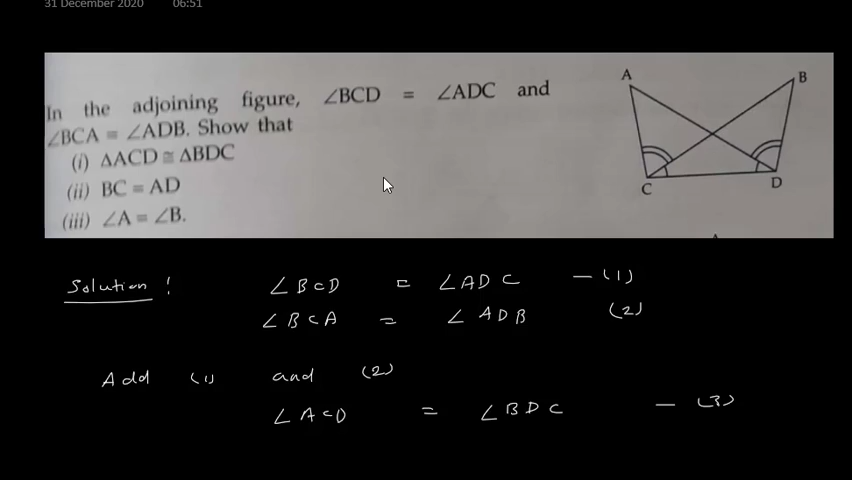 31 December 2020 06:51
In the adjoining figure, ∠BCD = ∠ADC and
∠BCA = ∠ADB. Show that
(i) ΔACD ≅ ΔBDC
(ii) BC = AD
(iii) ∠A = ∠B.
A
B
C
D
Solution :
∠BCD = ∠ADC — (1)
∠BCA = ∠ADB (2)
Add (1) and (2)
∠ACD = ∠BDC — (3)